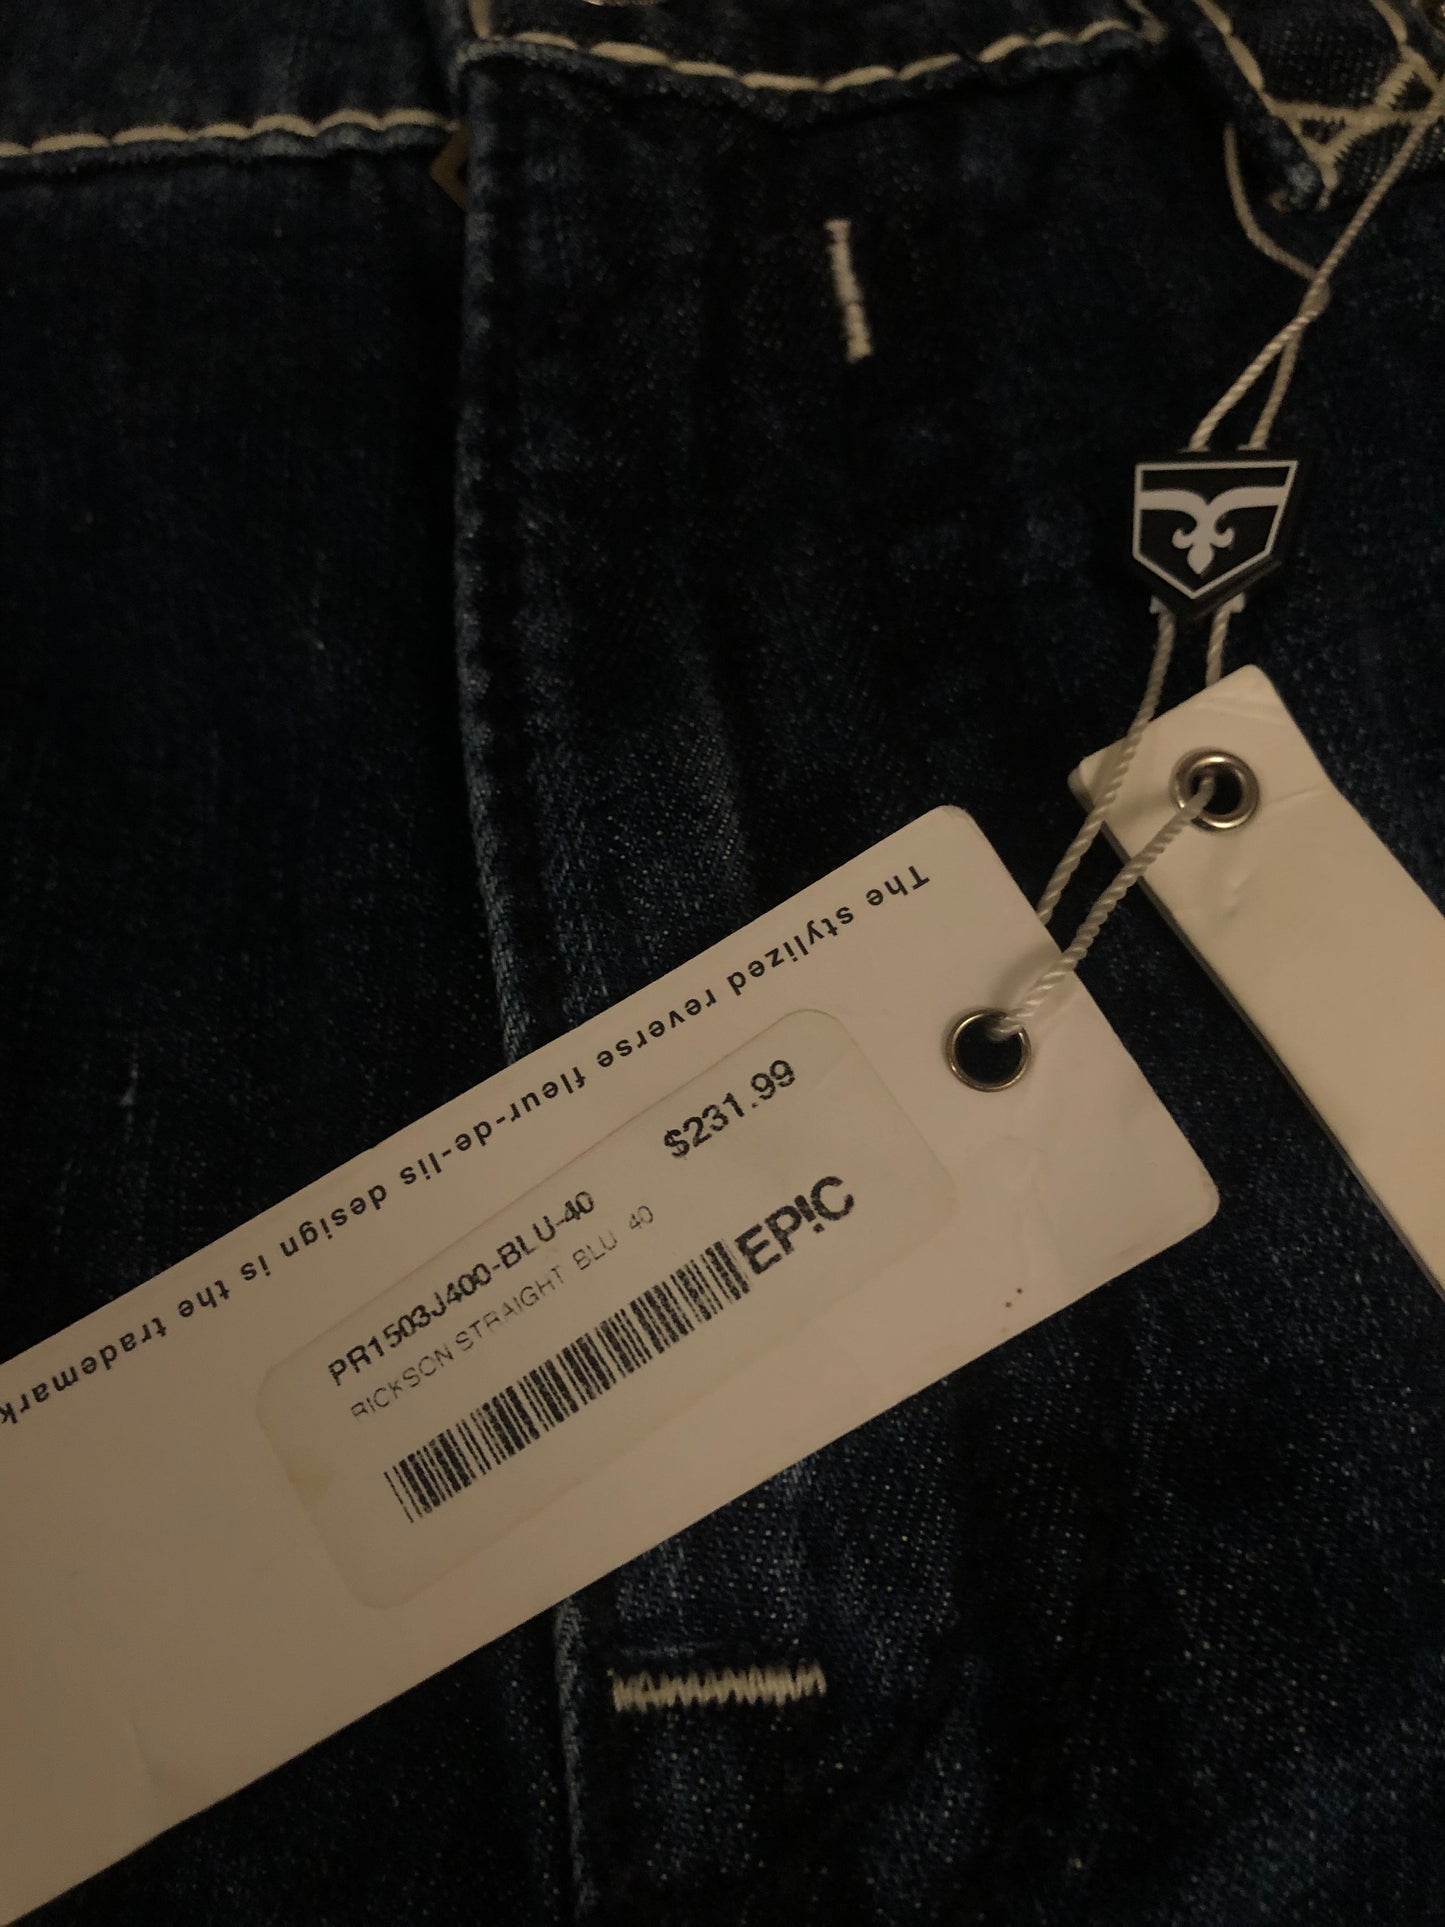 The stylized reverse fleur-de-lis design is the trademark
$231.99
PR1503J400-BLU-40
RICKSON STRAIGHT BLU 40
EP!C